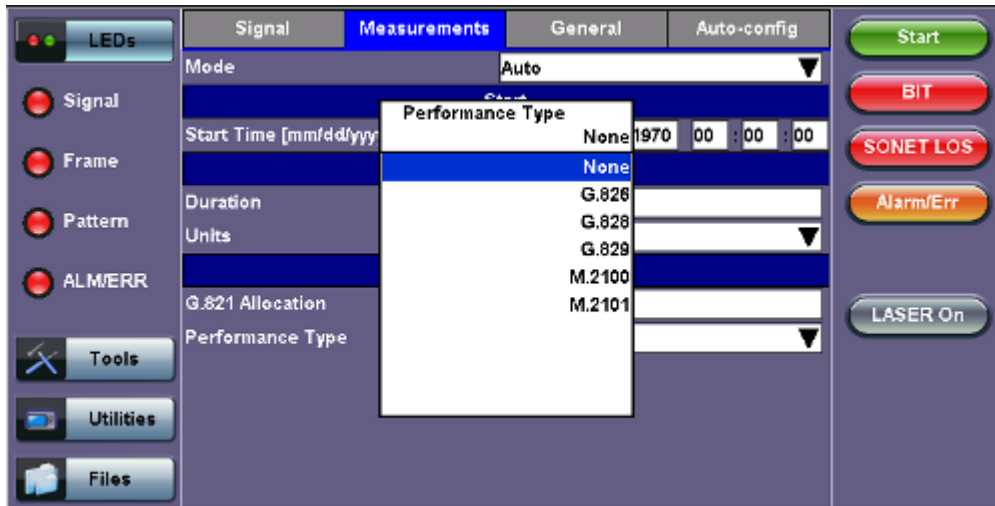 LEDs
Signal
Frame
Pattern
ALM/ERR
Tools
Utilities
Files
Signal Measurements General Auto-config
Mode Auto
Start Time [mm/dd/yyy 1970 00 : 00 : 00
Duration
Units
G.821 Allocation
Performance Type
Performance Type
None
None
G.826
G.828
G.829
M.2100
M.2101
Start
BIT
SONET LOS
Alarm/Err
LASER On